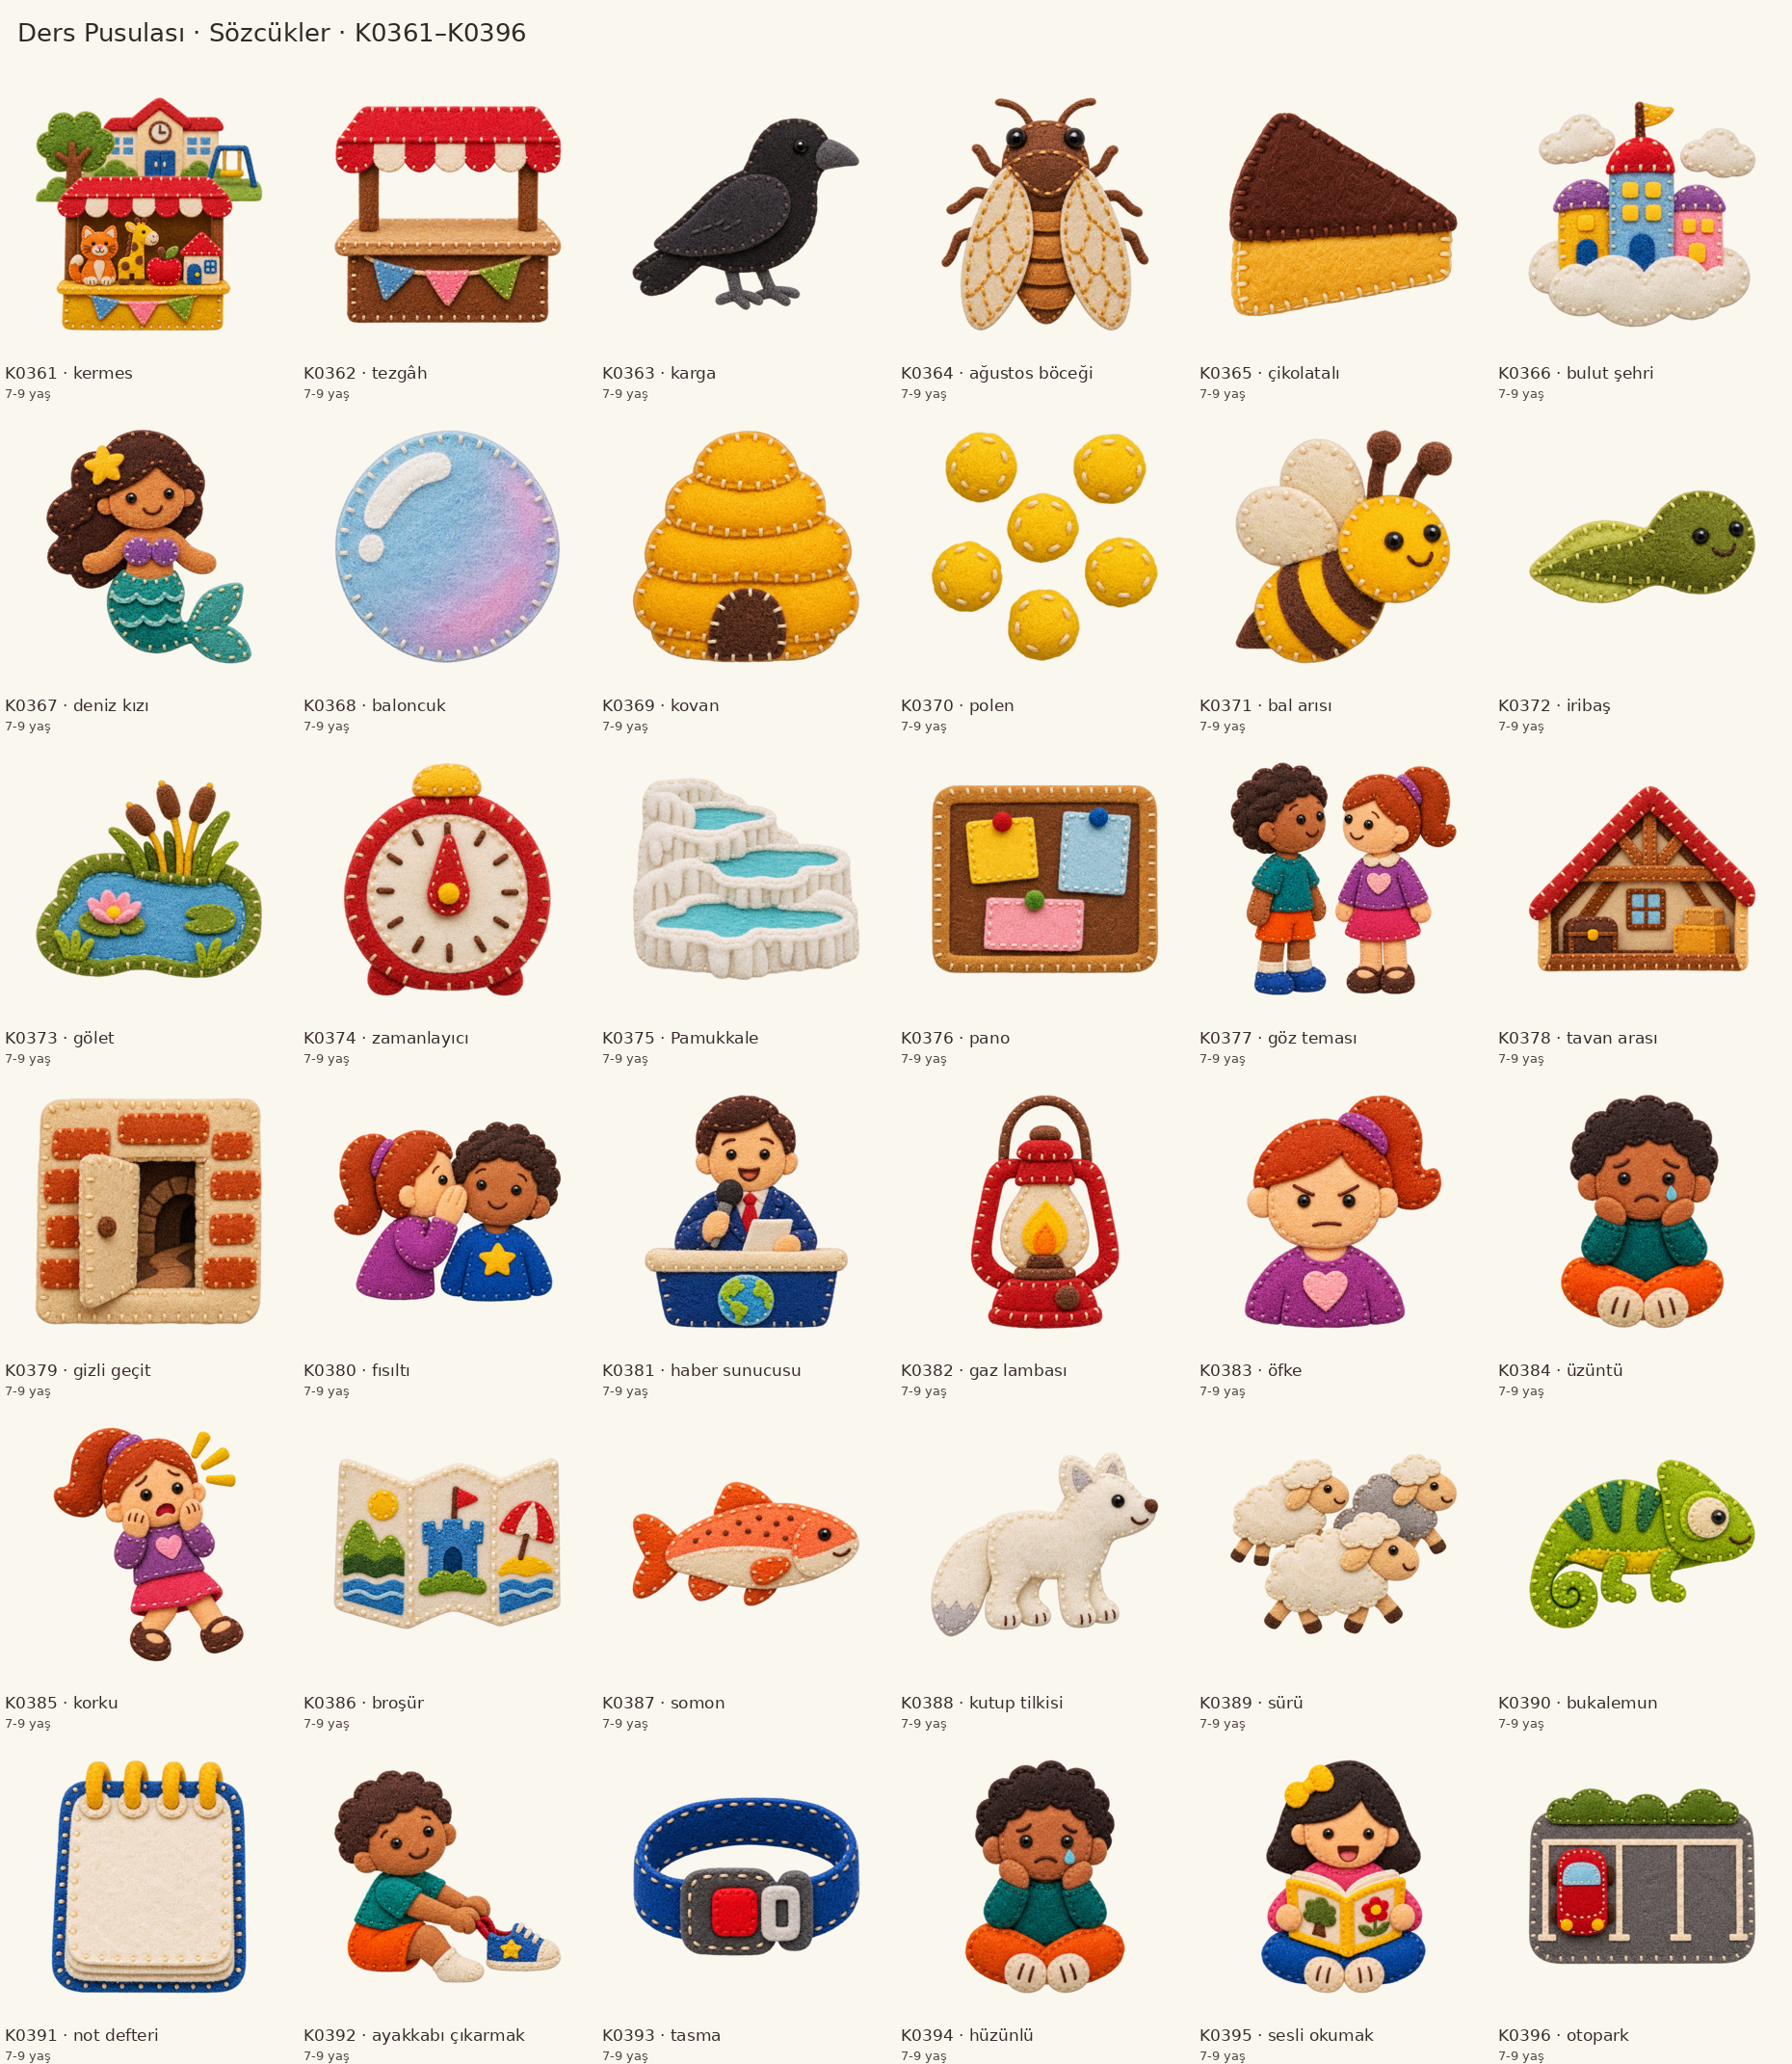 Ders Pusulası · Sözcükler · K0361–K0396
K0361 · kermes
7-9 yaş
K0362 · tezgâh
7-9 yaş
K0363 · karga
7-9 yaş
K0364 · ağustos böceği
7-9 yaş
K0365 · çikolatalı
7-9 yaş
K0366 · bulut şehri
7-9 yaş
K0367 · deniz kızı
7-9 yaş
K0368 · baloncuk
7-9 yaş
K0369 · kovan
7-9 yaş
K0370 · polen
7-9 yaş
K0371 · bal arısı
7-9 yaş
K0372 · iribaş
7-9 yaş
K0373 · gölet
7-9 yaş
K0374 · zamanlayıcı
7-9 yaş
K0375 · Pamukkale
7-9 yaş
K0376 · pano
7-9 yaş
K0377 · göz teması
7-9 yaş
K0378 · tavan arası
7-9 yaş
K0379 · gizli geçit
7-9 yaş
K0380 · fısıltı
7-9 yaş
K0381 · haber sunucusu
7-9 yaş
K0382 · gaz lambası
7-9 yaş
K0383 · öfke
7-9 yaş
K0384 · üzüntü
7-9 yaş
K0385 · korku
7-9 yaş
K0386 · broşür
7-9 yaş
K0387 · somon
7-9 yaş
K0388 · kutup tilkisi
7-9 yaş
K0389 · sürü
7-9 yaş
K0390 · bukalemun
7-9 yaş
K0391 · not defteri
7-9 yaş
K0392 · ayakkabı çıkarmak
7-9 yaş
K0393 · tasma
7-9 yaş
K0394 · hüzünlü
7-9 yaş
K0395 · sesli okumak
7-9 yaş
K0396 · otopark
7-9 yaş